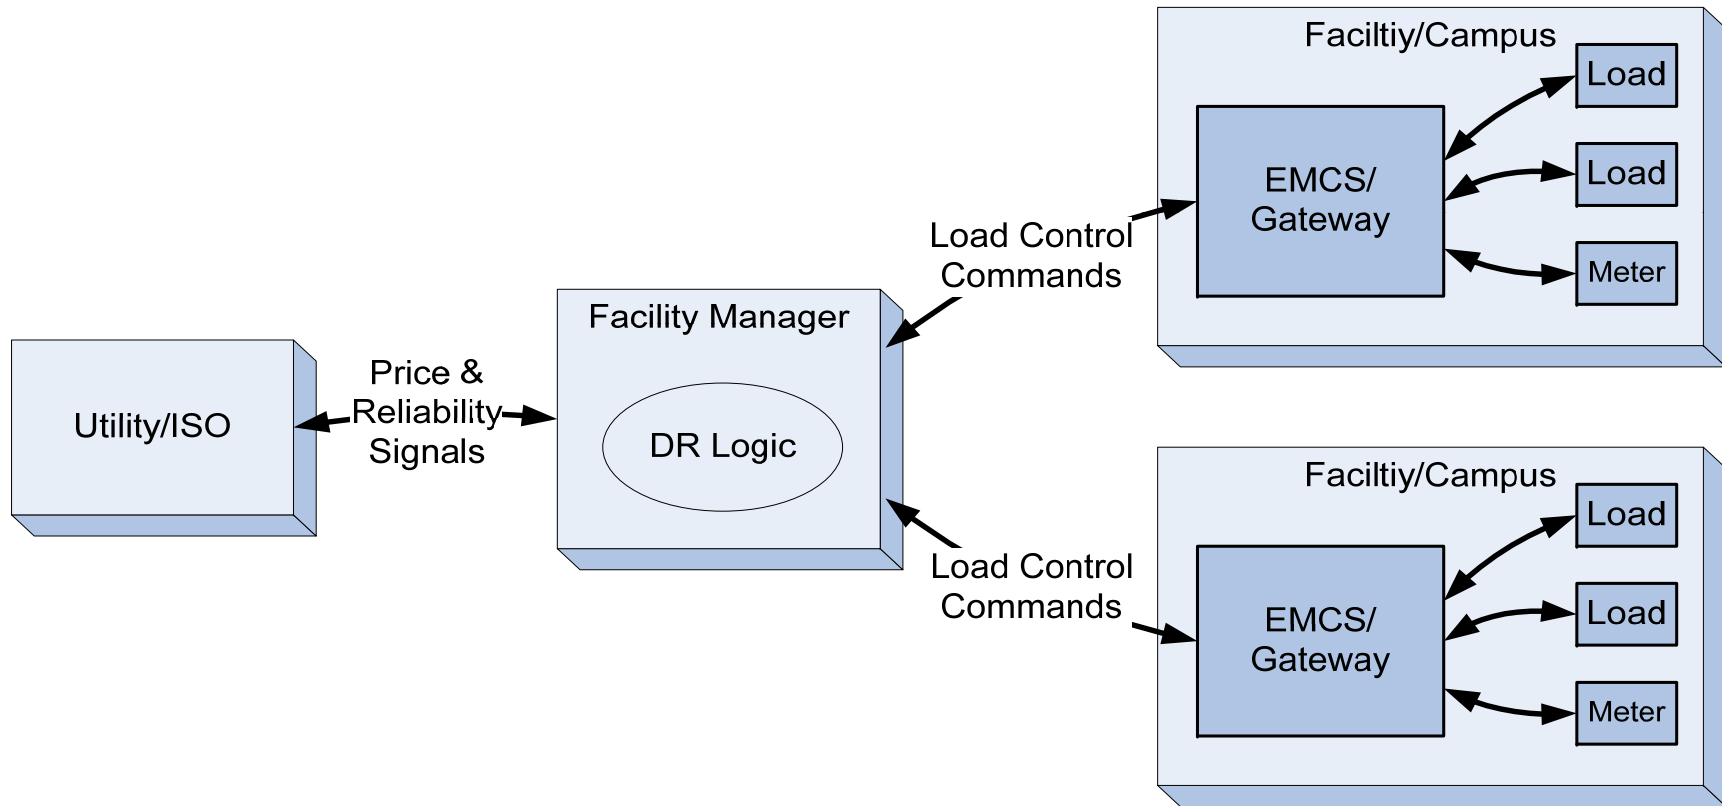 Utility/ISO
Price &
Reliability
Signals
Facility Manager
DR Logic
Load Control
Commands
Faciltiy/Campus
EMCS/
Gateway
Load
Load
Meter
Load Control
Commands
Faciltiy/Campus
EMCS/
Gateway
Load
Load
Meter